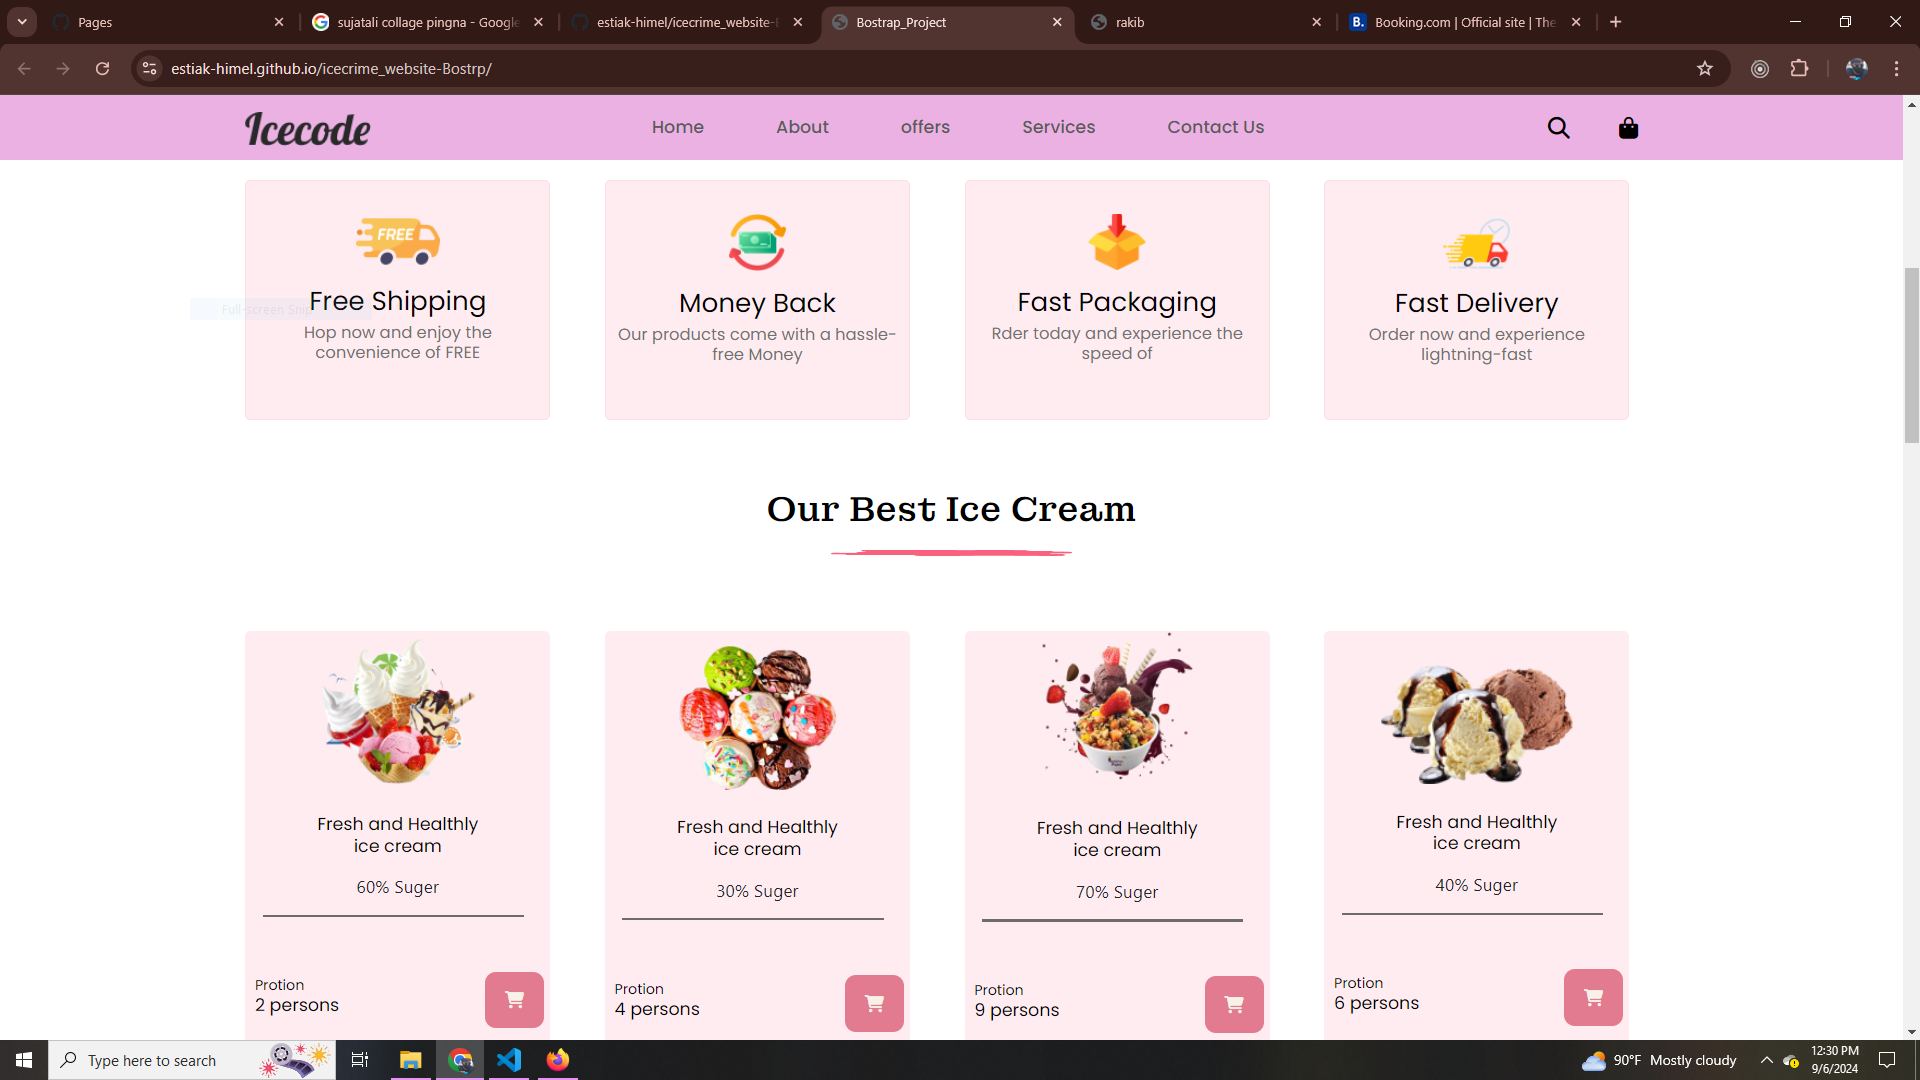 Pages
sujatali collage pingna - Google
estiak-himel/icecrime_website-B
Bostrap_Project
rakib
B. Booking.com | Official site | The
estiak-himel.github.io/icecrime_website-Bostrp/
Icecode
Home
About
offers
Services
Contact Us
FREE
Free Shipping
Hop now and enjoy the
convenience of FREE
Money Back
Our products come with a hassle-
free Money
Fast Packaging
Rder today and experience the
speed of
Fast Delivery
Order now and experience
lightning-fast
Full-screen Snip
Our Best Ice Cream
Fresh and Healthly
ice cream
60% Suger
Protion
2 persons
Fresh and Healthly
ice cream
30% Suger
Protion
4 persons
Fresh and Healthly
ice cream
70% Suger
Protion
9 persons
Fresh and Healthly
ice cream
40% Suger
Protion
6 persons
Type here to search
90°F Mostly cloudy
12:30 PM
9/6/2024